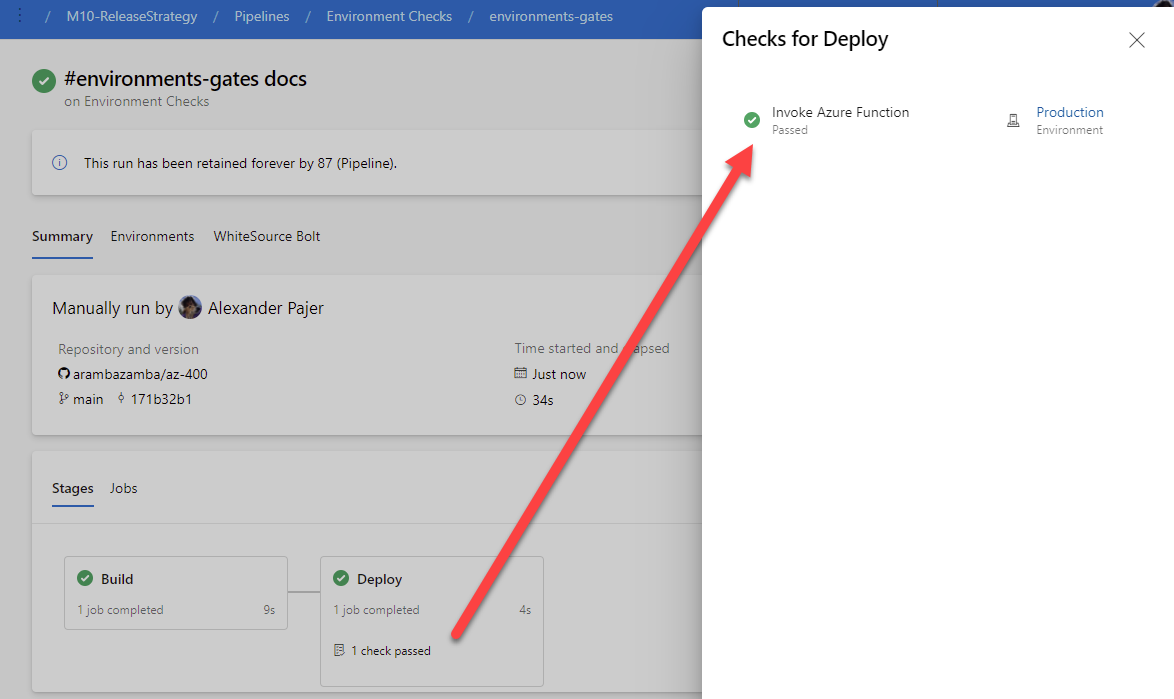 / M10-ReleaseStrategy / Pipelines / Environment Checks / environments-gates
#environments-gates docs
on Environment Checks
This run has been retained forever by 87 (Pipeline).
Summary Environments WhiteSource Bolt
Manually run by Alexander Pajer
Repository and version
arambazamba/az-400
main 171b32b1
Time started and elapsed
Just now
34s
Stages Jobs
Build
1 job completed 9s
Deploy
1 job completed 4s
1 check passed
Checks for Deploy
Invoke Azure Function
Passed
Production
Environment